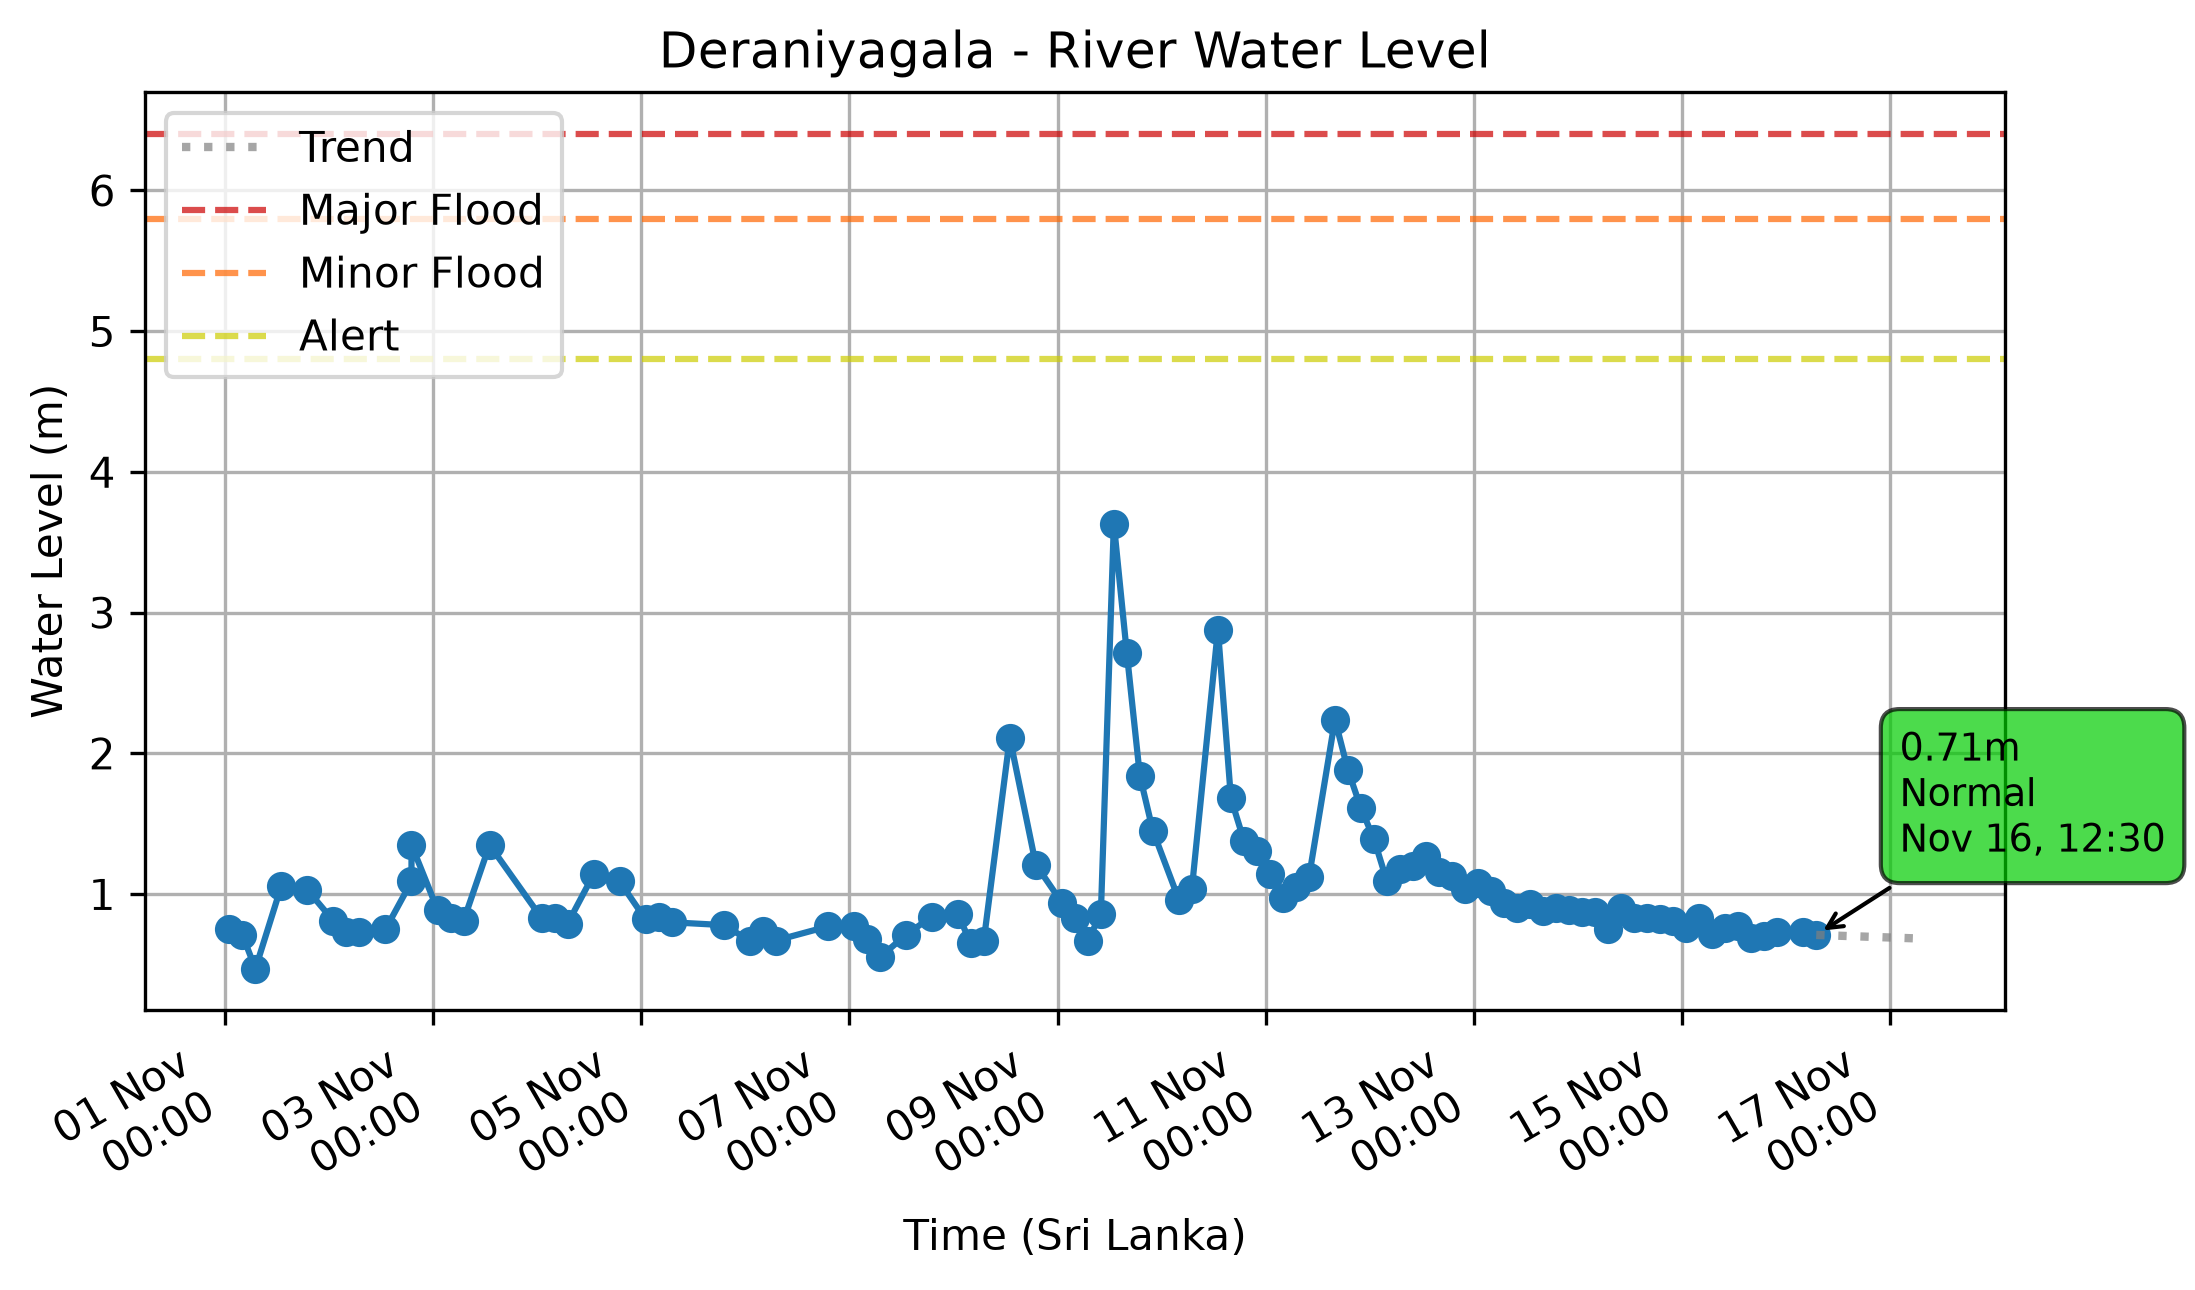 Deraniyagala - River Water Level
Trend
Major Flood
Minor Flood
Alert
Water Level (m)
6
5
4
3
2
1
0.71m
Normal
Nov 16, 12:30
01 Nov
00:00
03 Nov
00:00
05 Nov
00:00
07 Nov
00:00
09 Nov
00:00
11 Nov
00:00
13 Nov
00:00
15 Nov
00:00
17 Nov
00:00
Time (Sri Lanka)